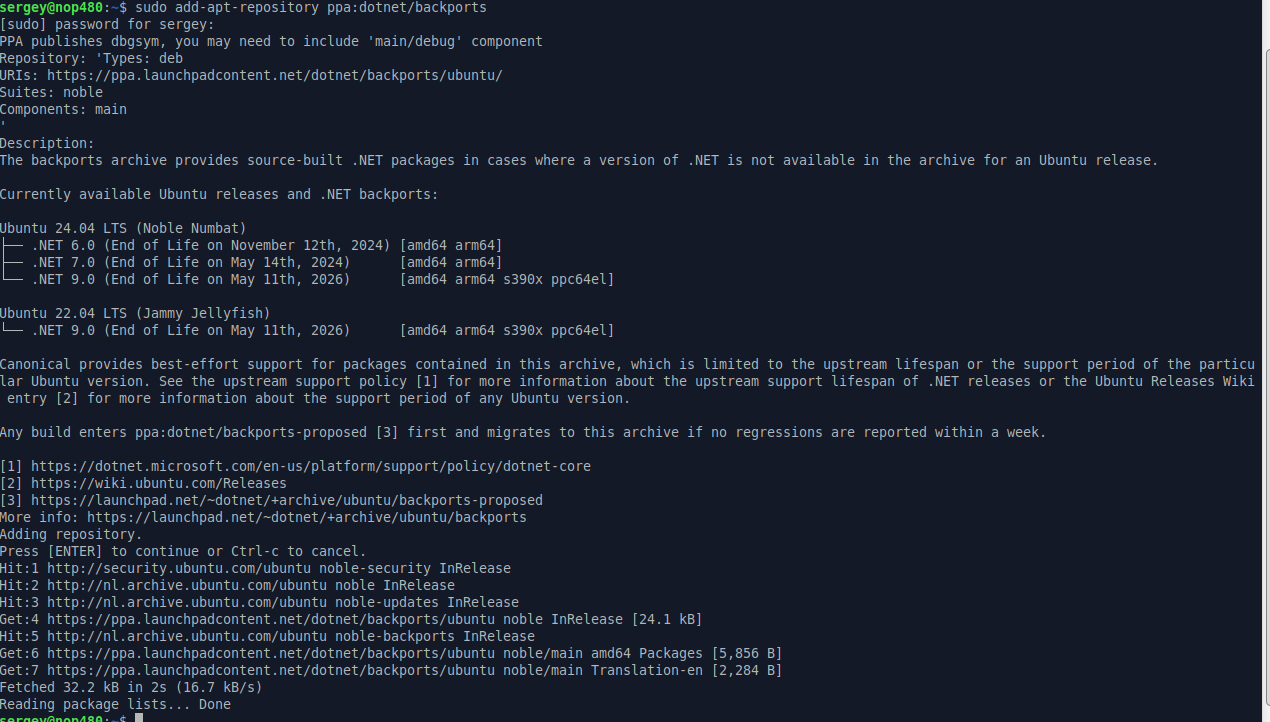 sergey@nop480:~$ sudo add-apt-repository ppa:dotnet/backports
[sudo] password for sergey:
PPA publishes dbgsym, you may need to include 'main/debug' component
Repository: 'Types: deb
URIs: https://ppa.launchpadcontent.net/dotnet/backports/ubuntu/
Suites: noble
Components: main
'
Description:
The backports archive provides source-built .NET packages in cases where a version of .NET is not available in the archive for an Ubuntu release.
Currently available Ubuntu releases and .NET backports:
Ubuntu 24.04 LTS (Noble Numbat)
├── .NET 6.0 (End of Life on November 12th, 2024) [amd64 arm64]
├── .NET 7.0 (End of Life on May 14th, 2024)      [amd64 arm64]
└── .NET 9.0 (End of Life on May 11th, 2026)      [amd64 arm64 s390x ppc64el]
Ubuntu 22.04 LTS (Jammy Jellyfish)
└── .NET 9.0 (End of Life on May 11th, 2026)      [amd64 arm64 s390x ppc64el]
Canonical provides best-effort support for packages contained in this archive, which is limited to the upstream lifespan or the support period of the particu
lar Ubuntu version. See the upstream support policy [1] for more information about the upstream support lifespan of .NET releases or the Ubuntu Releases Wiki
 entry [2] for more information about the support period of any Ubuntu version.
Any build enters ppa:dotnet/backports-proposed [3] first and migrates to this archive if no regressions are reported within a week.
[1] https://dotnet.microsoft.com/en-us/platform/support/policy/dotnet-core
[2] https://wiki.ubuntu.com/Releases
[3] https://launchpad.net/~dotnet/+archive/ubuntu/backports-proposed
More info: https://launchpad.net/~dotnet/+archive/ubuntu/backports
Adding repository.
Press [ENTER] to continue or Ctrl-c to cancel.
Hit:1 http://security.ubuntu.com/ubuntu noble-security InRelease
Hit:2 http://nl.archive.ubuntu.com/ubuntu noble InRelease
Hit:3 http://nl.archive.ubuntu.com/ubuntu noble-updates InRelease
Get:4 https://ppa.launchpadcontent.net/dotnet/backports/ubuntu noble InRelease [24.1 kB]
Hit:5 http://nl.archive.ubuntu.com/ubuntu noble-backports InRelease
Get:6 https://ppa.launchpadcontent.net/dotnet/backports/ubuntu noble/main amd64 Packages [5,856 B]
Get:7 https://ppa.launchpadcontent.net/dotnet/backports/ubuntu noble/main Translation-en [2,284 B]
Fetched 32.2 kB in 2s (16.7 kB/s)
Reading package lists... Done
sergey@nop480:~$